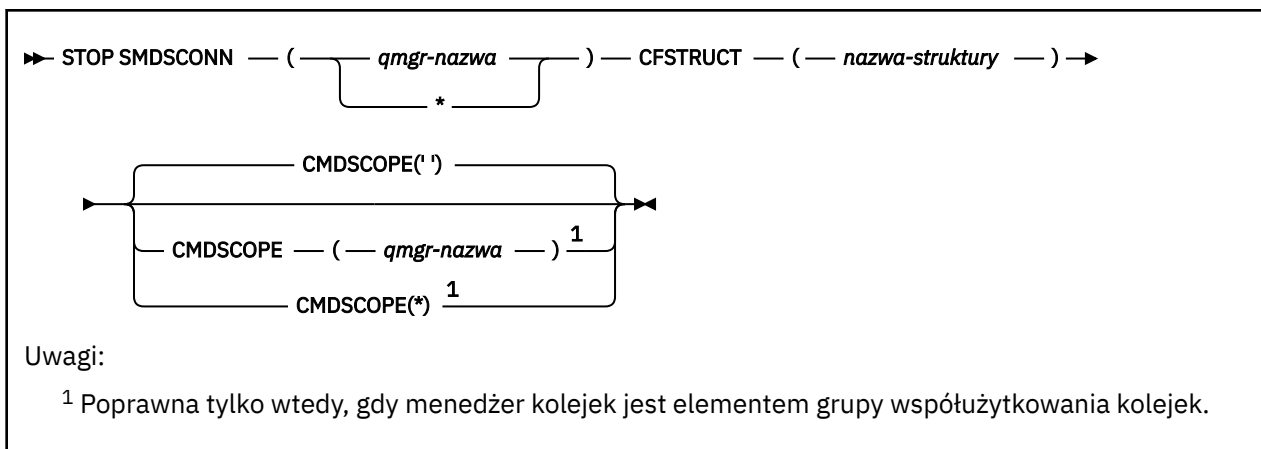 STOP SMDSCONN ( qmgr-nazwa ) CFSTRUCT ( nazwa-struktury )
*
CMDSCOPE(' ')
CMDSCOPE ( qmgr-nazwa ) 1
CMDSCOPE(*) 1
Uwagi:
1 Poprawna tylko wtedy, gdy menedżer kolejek jest elementem grupy współużytkowania kolejek.